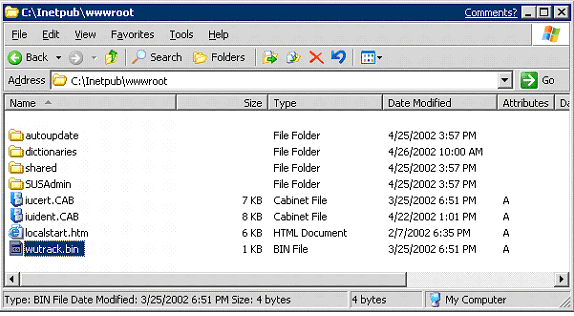 C:\Inetpub\wwwroot Comments?
File Edit View Favorites Tools Help
Back Search Folders
Address C:\Inetpub\wwwroot Go
Name Size Type Date Modified Attributes Da
autoupdate File Folder 4/25/2002 3:57 PM
dictionaries File Folder 4/26/2002 10:00 AM
shared File Folder 4/25/2002 3:57 PM
SUSAdmin File Folder 4/25/2002 3:57 PM
iucert.CAB 7 KB Cabinet File 3/25/2002 6:51 PM A
iuident.CAB 8 KB Cabinet File 4/22/2002 1:01 PM A
localstart.htm 6 KB HTML Document 2/7/2002 6:35 PM A
wutrack.bin 1 KB BIN File 3/25/2002 6:51 PM A
Type: BIN File Date Modified: 3/25/2002 6:51 PM Size: 4 bytes 4 bytes My Computer